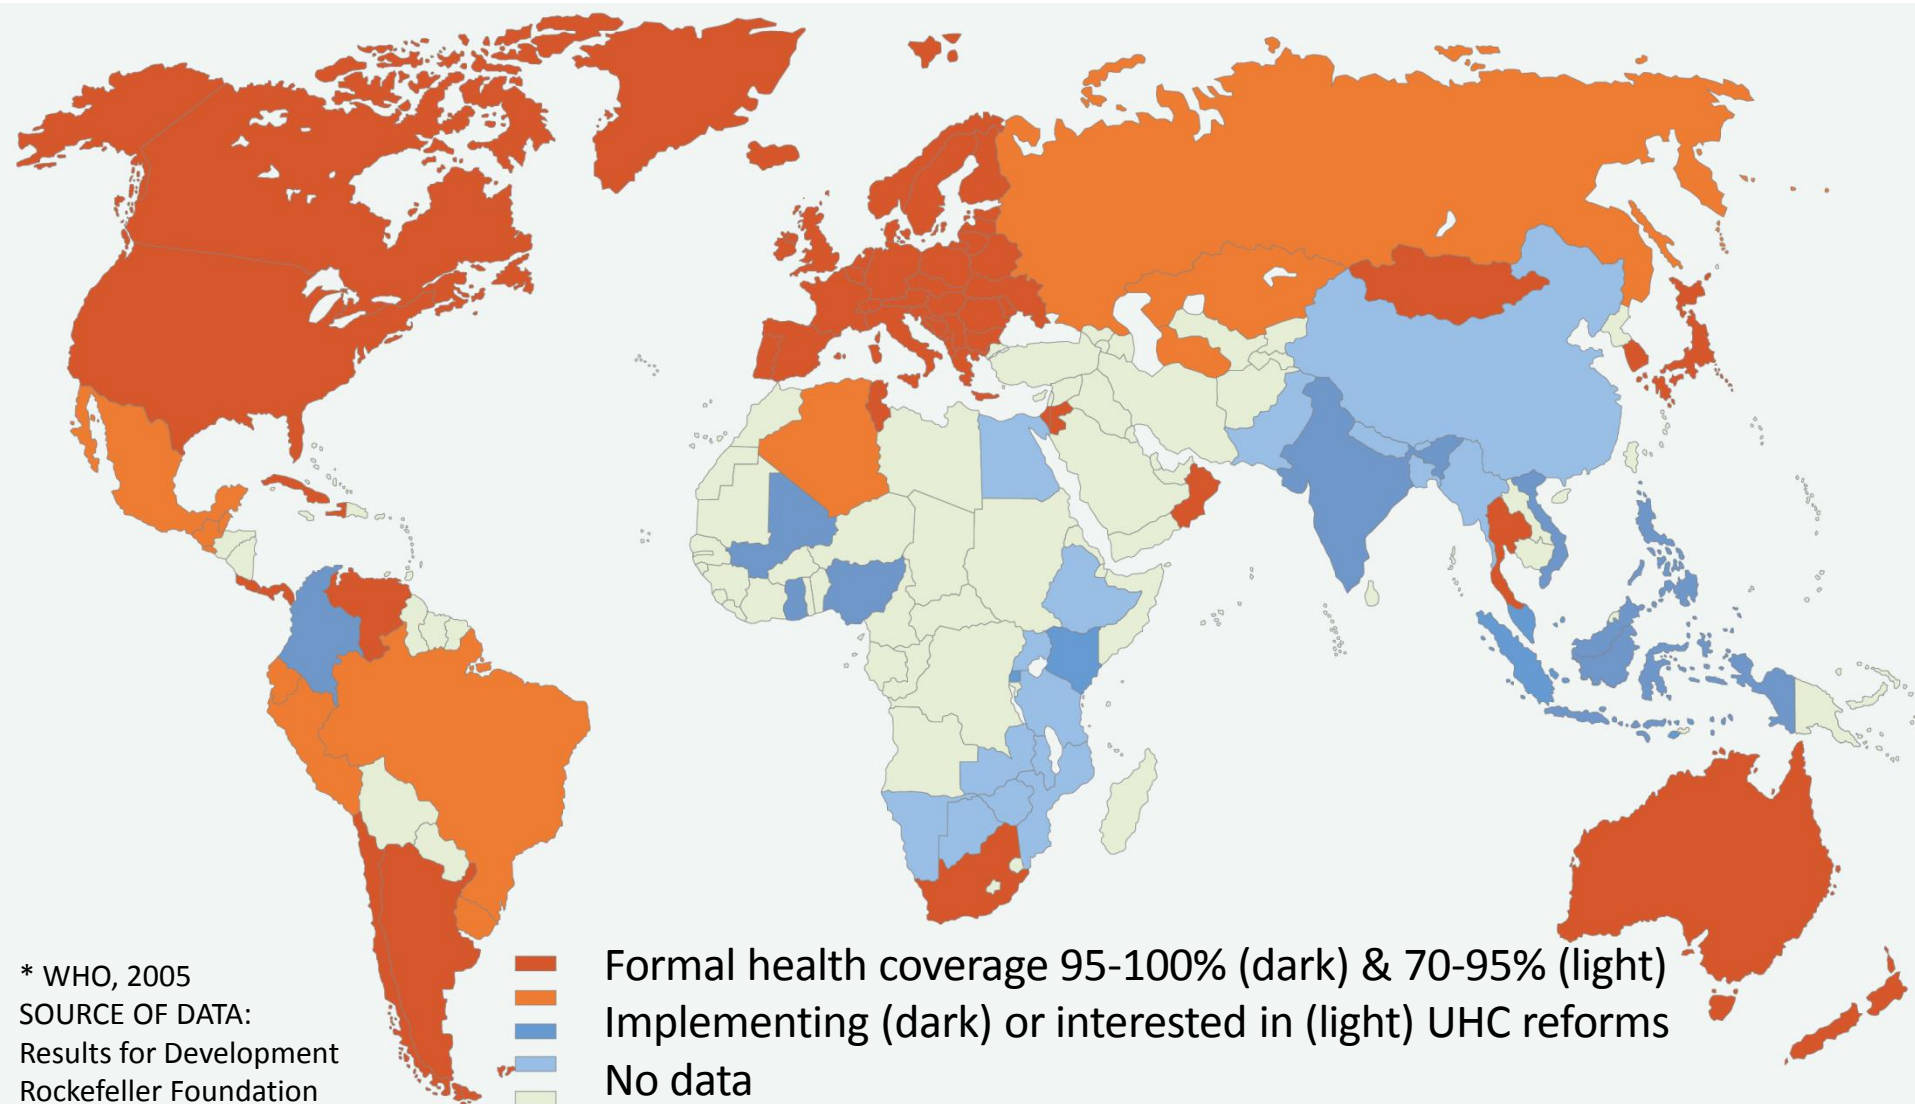 * WHO, 2005
SOURCE OF DATA:
Results for Development
Rockefeller Foundation
Formal health coverage 95-100% (dark) & 70-95% (light)
Implementing (dark) or interested in (light) UHC reforms
No data